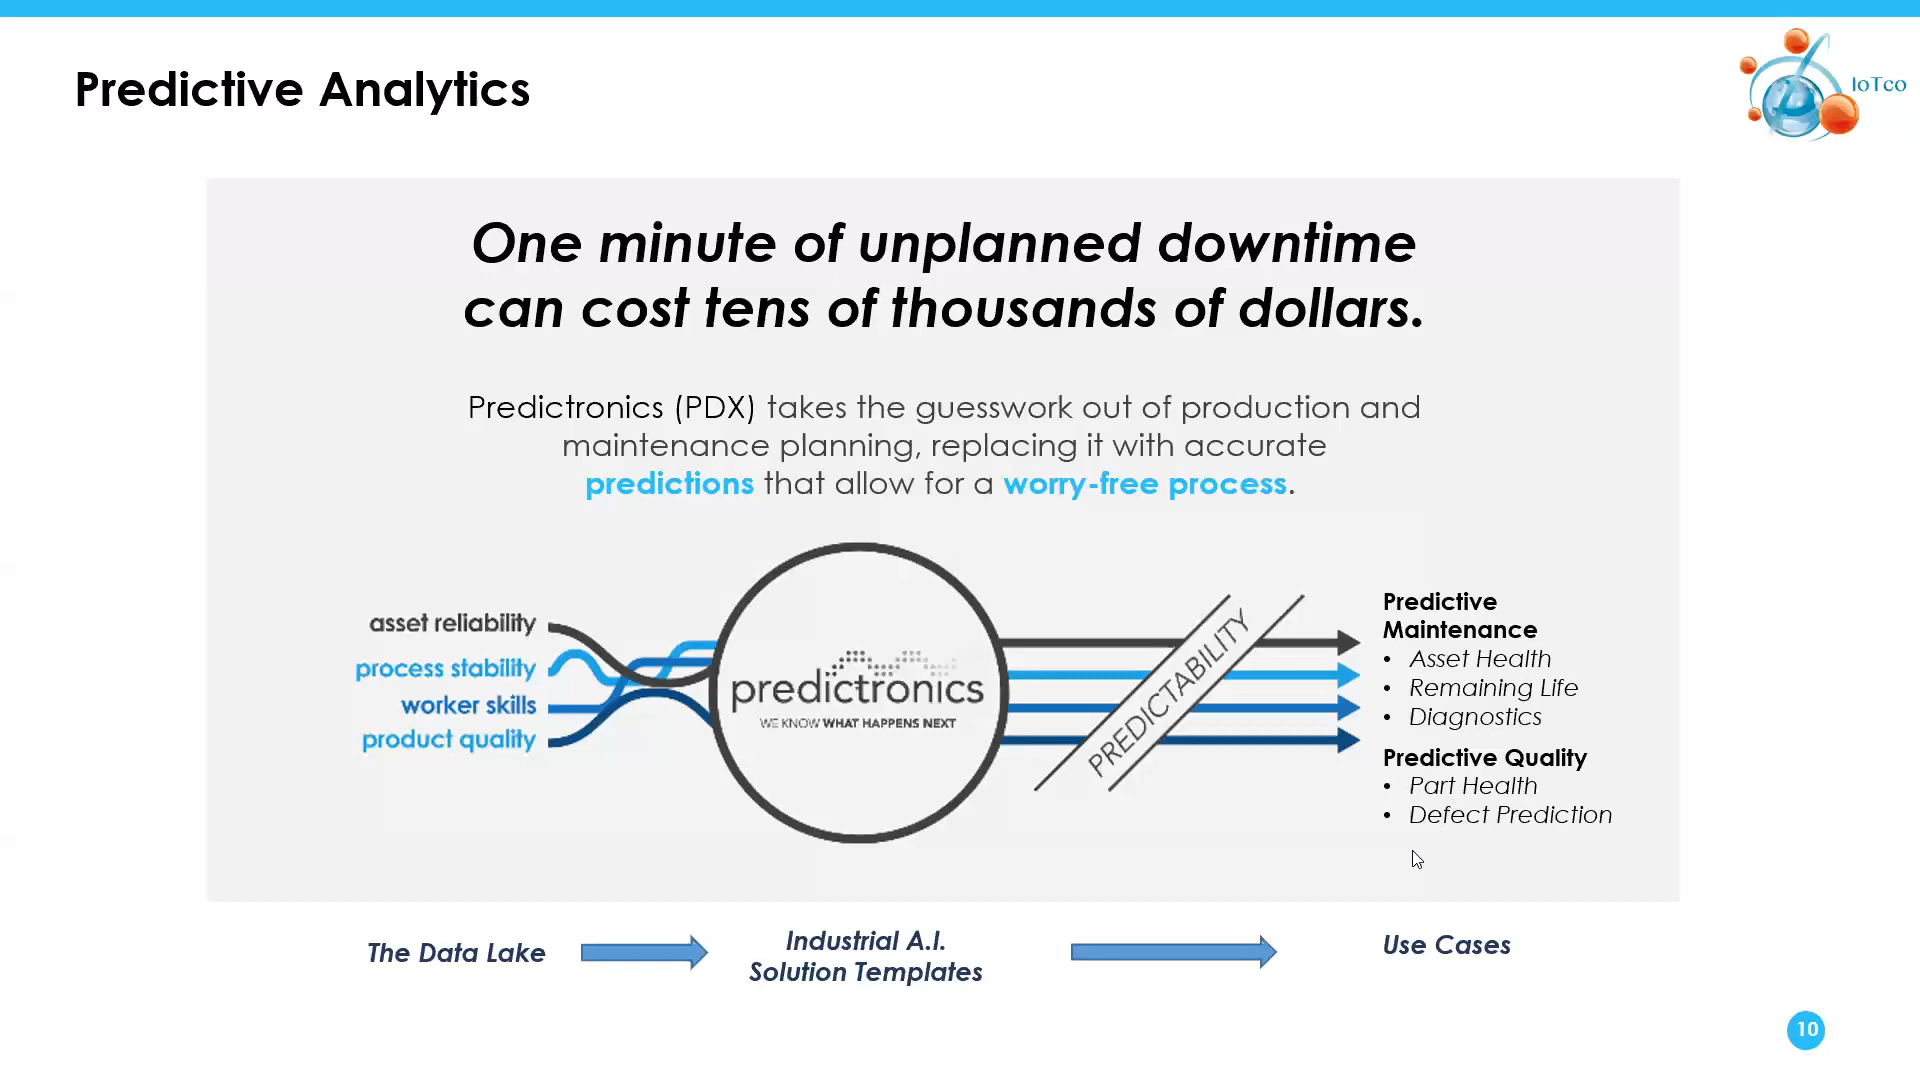 Predictive Analytics
IoTco
One minute of unplanned downtime
can cost tens of thousands of dollars.
Predictronics (PDX) takes the guesswork out of production and
maintenance planning, replacing it with accurate
predictions that allow for a worry-free process.
asset reliability
process stability
worker skills
product quality
predictronics
WE KNOW WHAT HAPPENS NEXT
PREDICTABILITY
Predictive
Maintenance
• Asset Health
• Remaining Life
• Diagnostics
Predictive Quality
• Part Health
• Defect Prediction
The Data Lake
Industrial A.I.
Solution Templates
Use Cases
10